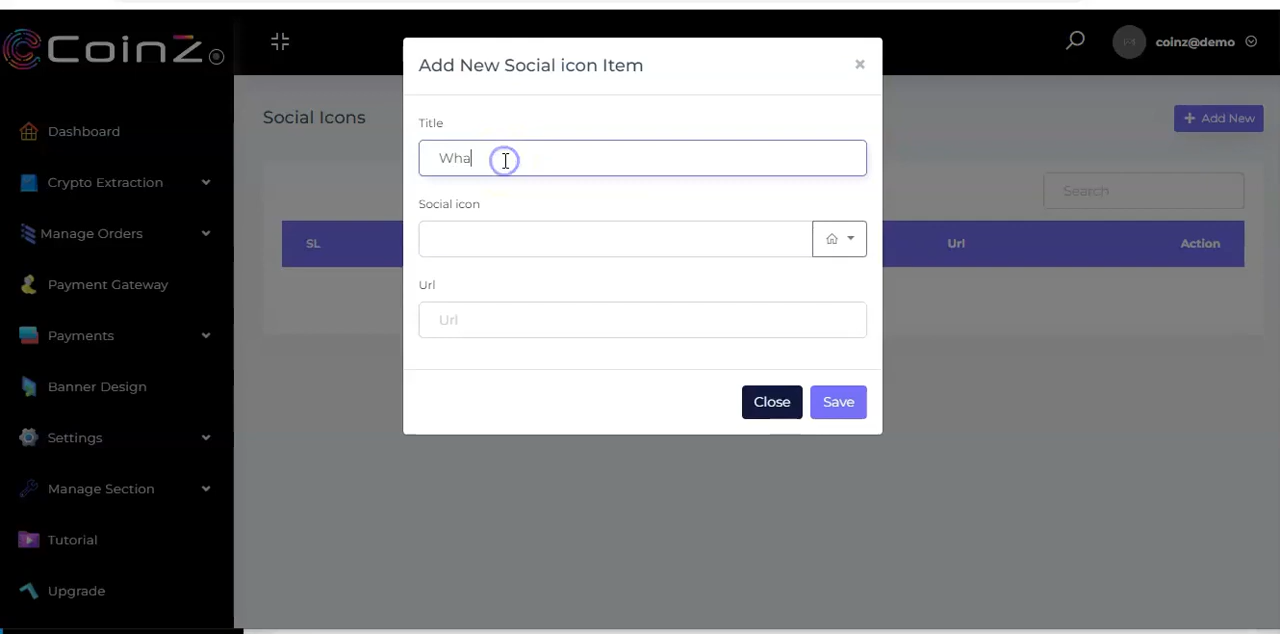 CoinZ ®
coinz@demo
Dashboard
Crypto Extraction
Manage Orders
Payment Gateway
Payments
Banner Design
Settings
Manage Section
Tutorial
Upgrade
Social Icons
+ Add New
Search
SL
Url
Action
Add New Social icon Item
×
Title
Wha
Social icon
Url
Url
Close
Save